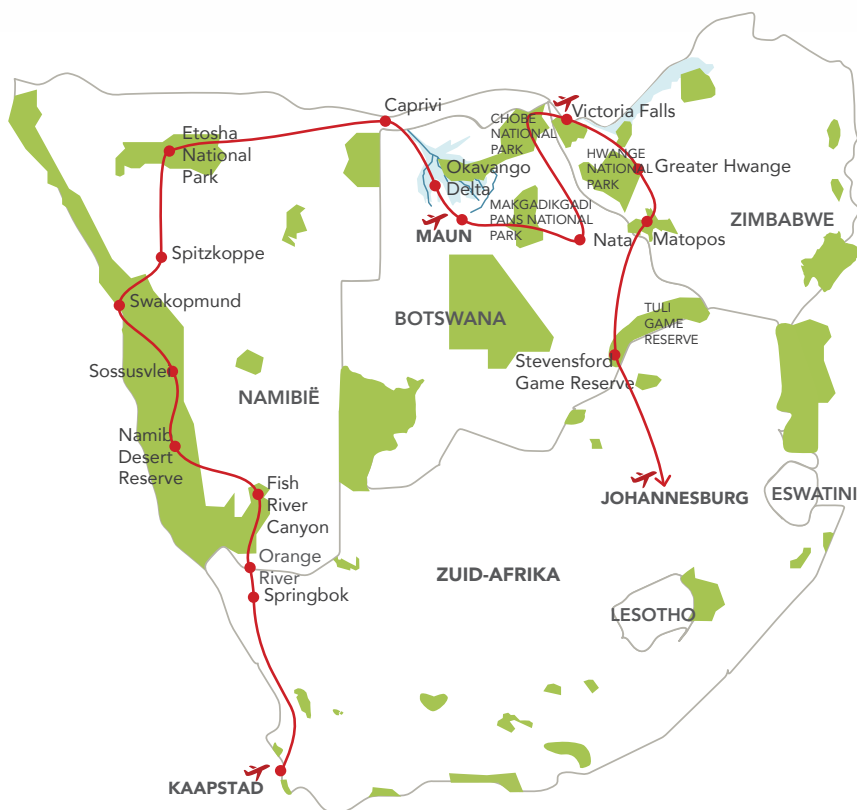 Caprivi
Victoria Falls
CHOBE
NATIONAL
PARK
Etosha
National
Park
Okavango
Delta
HWANGE
NATIONAL
PARK
Greater Hwange
MAKGADIKGADI
PANS NATIONAL
PARK
MAUN
Nata
Matopos
ZIMBABWE
Spitzkoppe
Swakopmund
BOTSWANA
TULI
GAME
RESERVE
Sossusvlei
Stevensford
Game Reserve
NAMIBIË
Namib
Desert
Reserve
Fish
River
Canyon
JOHANNESBURG
ESWATINI
Orange
River
Springbok
ZUID-AFRIKA
LESOTHO
KAAPSTAD